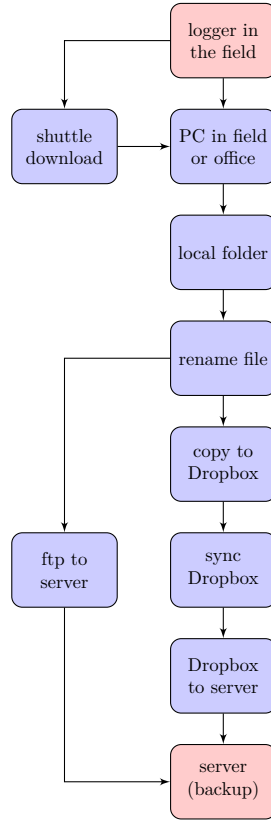 logger in
the field
shuttle
download
PC in field
or office
local folder
rename file
copy to
Dropbox
ftp to
server
sync
Dropbox
Dropbox
to server
server
(backup)